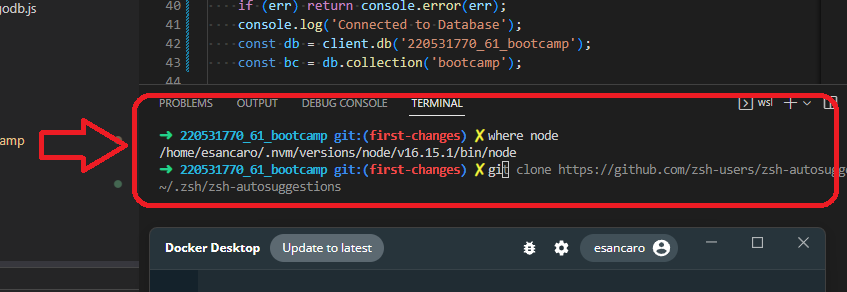 godb.js
40 if (err) return console.error(err);
41 console.log('Connected to Database');
42 const db = client.db('220531770_61_bootcamp');
43 const bc = db.collection('bootcamp');
44
PROBLEMS OUTPUT DEBUG CONSOLE TERMINAL wsl
amp
➜ 220531770_61_bootcamp git:(first-changes) ✗ where node
/home/esancaro/.nvm/versions/node/v16.15.1/bin/node
➜ 220531770_61_bootcamp git:(first-changes) ✗ git clone https://github.com/zsh-users/zsh-autosugge
~/.zsh/zsh-autosuggestions
Docker Desktop Update to latest esancaro